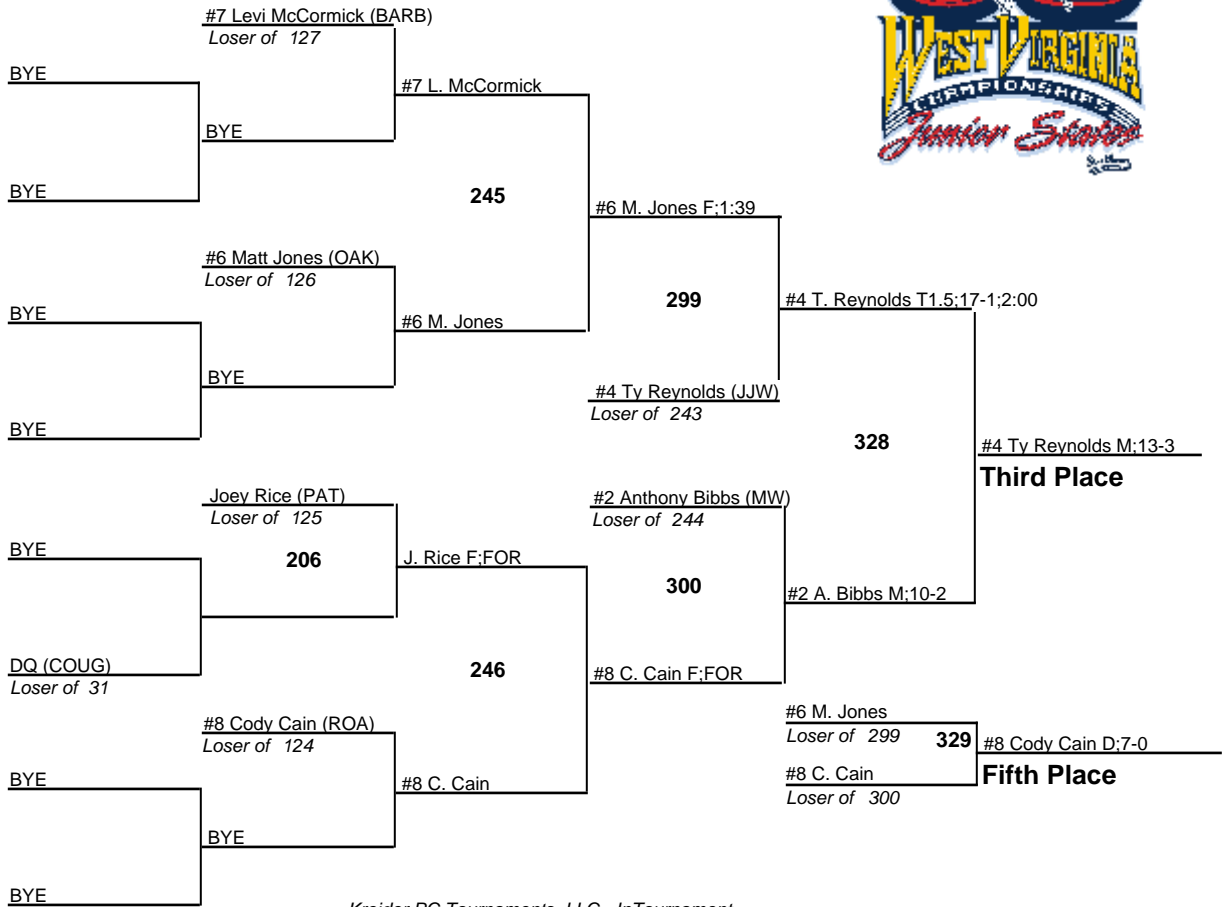 #7 Levi McCormick (BARB)
Loser of 127
BYE
#7 L. McCormick
BYE
BYE
245
#6 M. Jones F;1:39
#6 Matt Jones (OAK)
Loser of 126
299
#4 T. Reynolds T1.5;17-1;2:00
BYE
#6 M. Jones
BYE
#4 Ty Reynolds (JJW)
Loser of 243
BYE
328
#4 Ty Reynolds M;13-3
Third Place
Joey Rice (PAT)
Loser of 125
#2 Anthony Bibbs (MW)
Loser of 244
BYE
206
J. Rice F;FOR
300
#2 A. Bibbs M;10-2
DQ (COUG)
Loser of 31
246
#8 C. Cain F;FOR
#8 Cody Cain (ROA)
Loser of 124
#6 M. Jones
Loser of 299
329
#8 Cody Cain D;7-0
Fifth Place
BYE
#8 C. Cain
#8 C. Cain
Loser of 300
BYE
BYE
WEST VIRGINIA
CHAMPIONSHIPS
Junior States